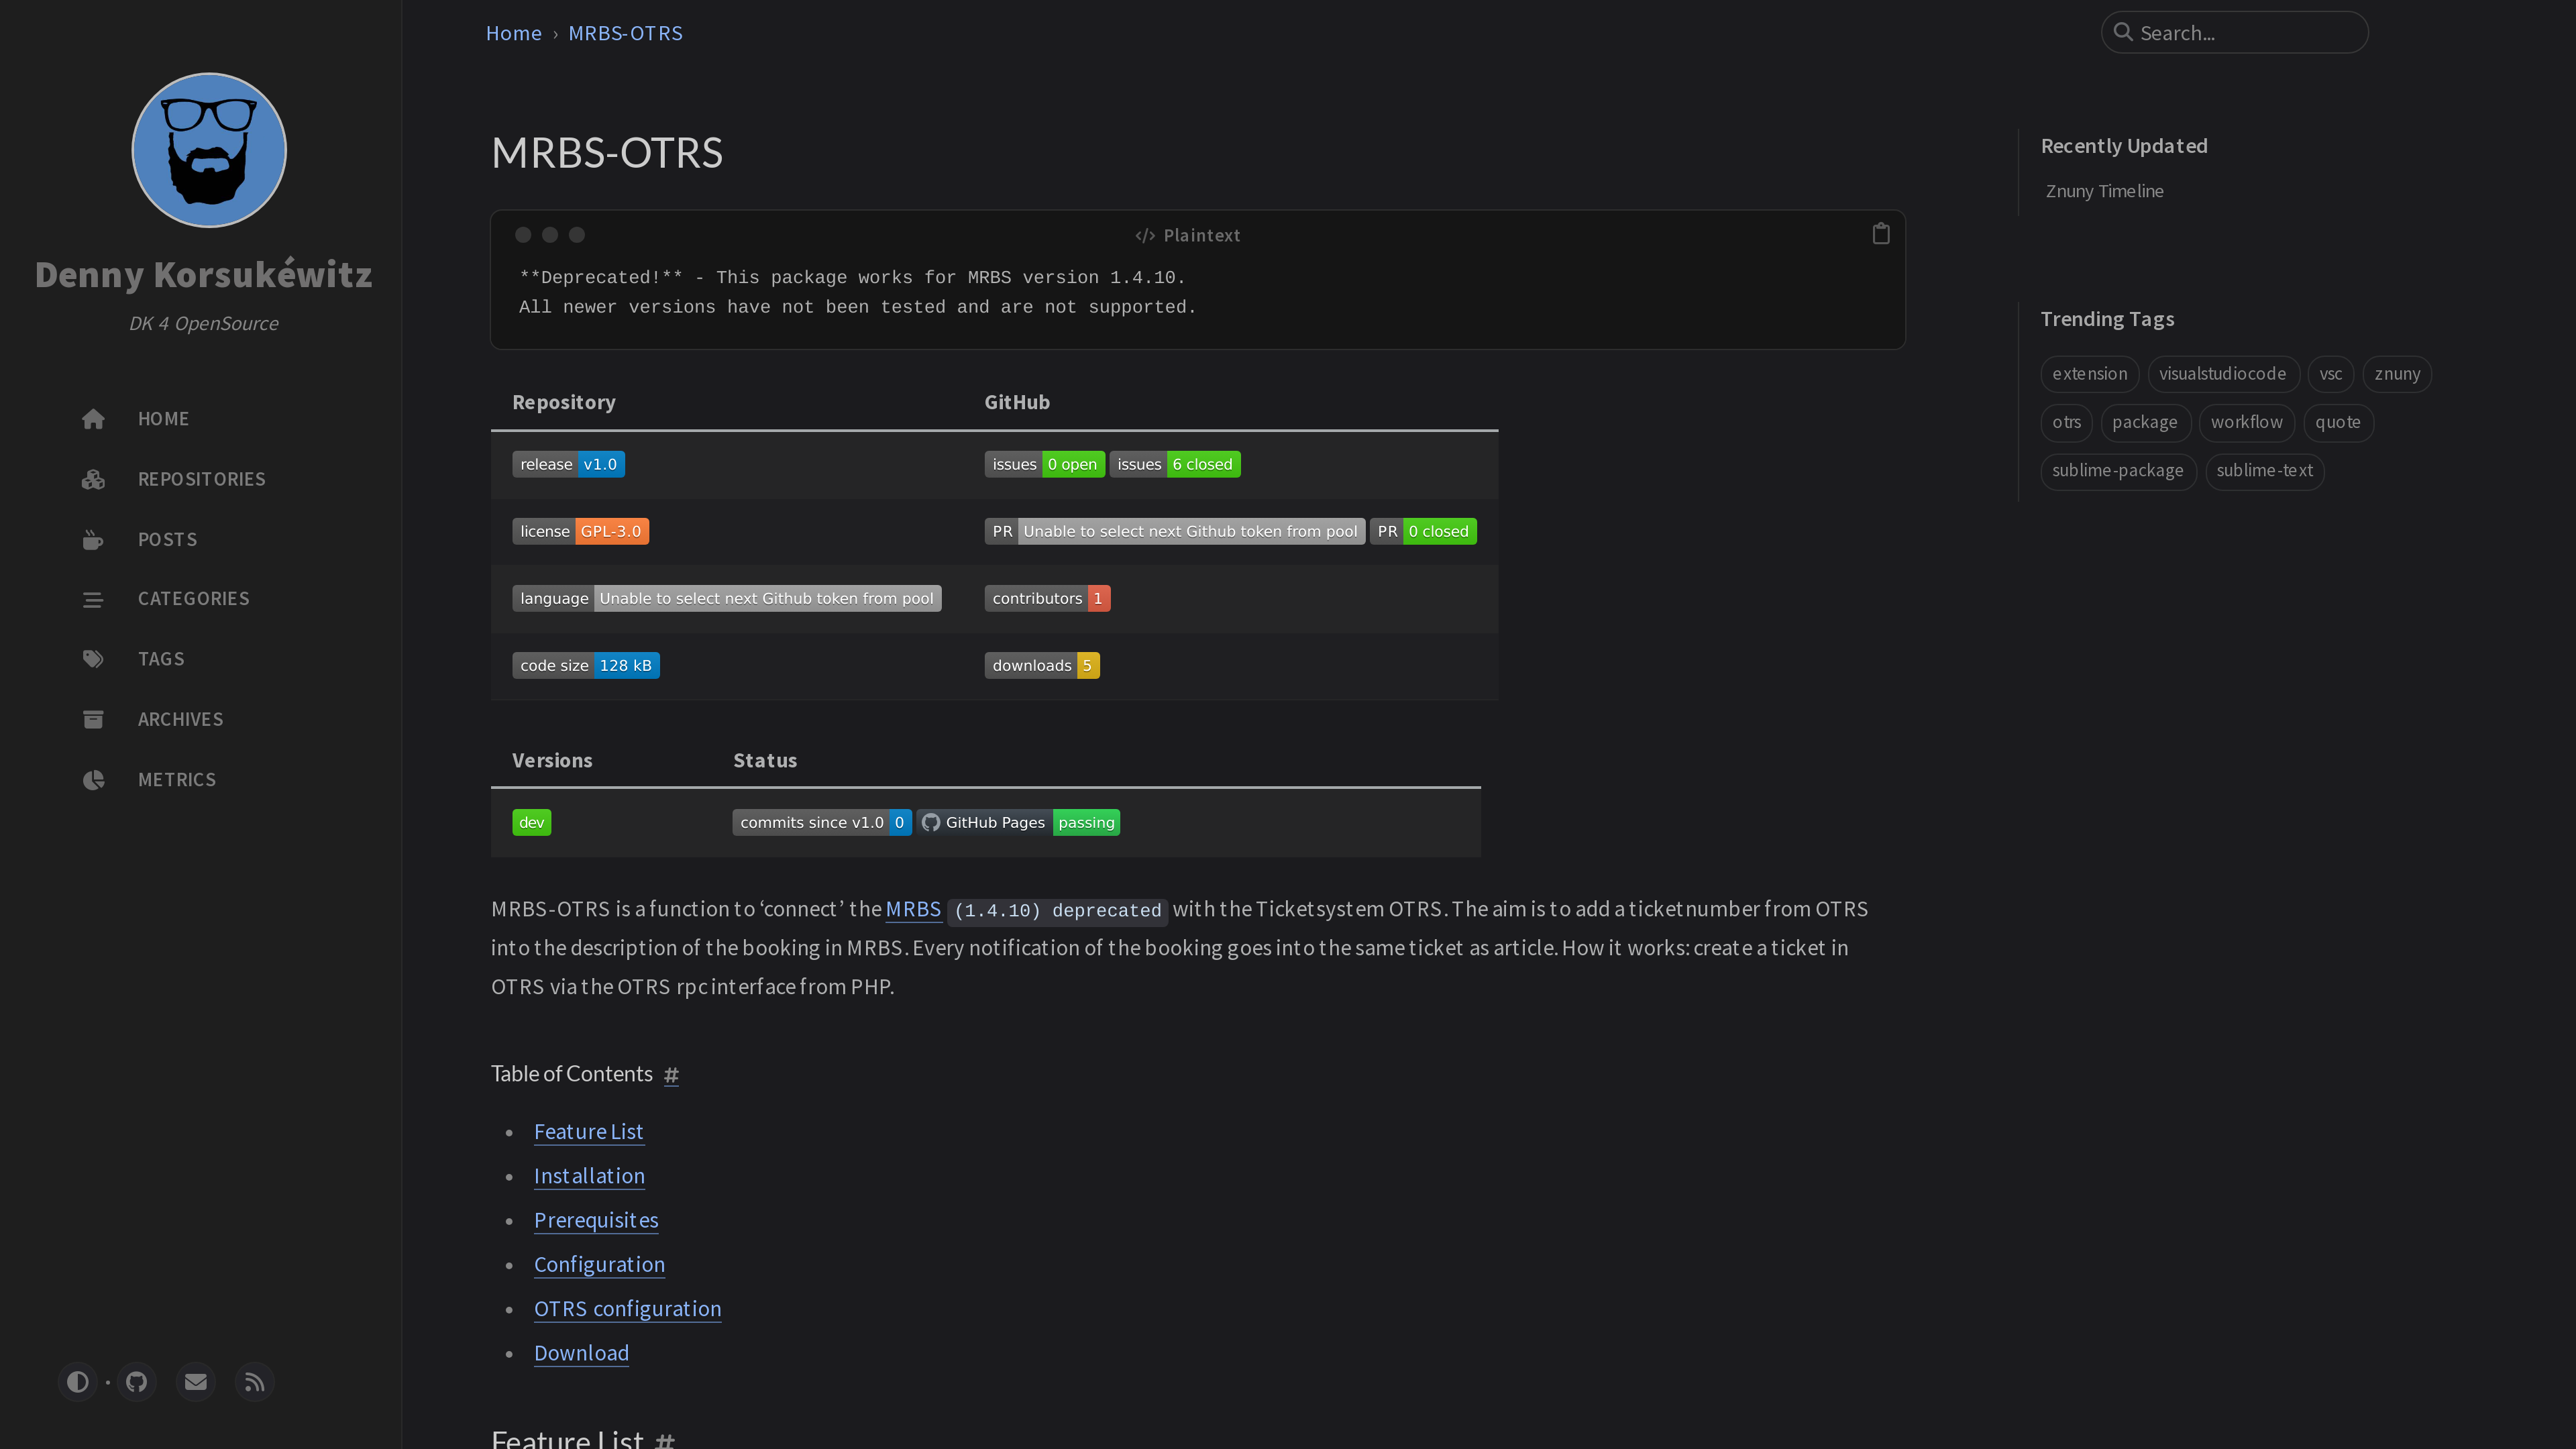 Denny Korsukéwitz
DK 4 OpenSource
HOME
REPOSITORIES
POSTS
CATEGORIES
TAGS
ARCHIVES
METRICS
Home › MRBS-OTRS
Search...
MRBS-OTRS
</> Plaintext
**Deprecated!** - This package works for MRBS version 1.4.10.
All newer versions have not been tested and are not supported.
Repository GitHub
release v1.0 issues 0 open issues 6 closed
license GPL-3.0 PR Unable to select next Github token from pool PR 0 closed
language Unable to select next Github token from pool contributors 1
code size 128 kB downloads 5
Versions Status
dev commits since v1.0 0 GitHub Pages passing
MRBS-OTRS is a function to ‘connect’ the MRBS (1.4.10) deprecated with the Ticketsystem OTRS. The aim is to add a ticketnumber from OTRS
into the description of the booking in MRBS. Every notification of the booking goes into the same ticket as article. How it works: create a ticket in
OTRS via the OTRS rpc interface from PHP.
Table of Contents #
• Feature List
• Installation
• Prerequisites
• Configuration
• OTRS configuration
• Download
Feature List #
Recently Updated
Znuny Timeline
Trending Tags
extension visualstudiocode vsc znuny
otrs package workflow quote
sublime-package sublime-text